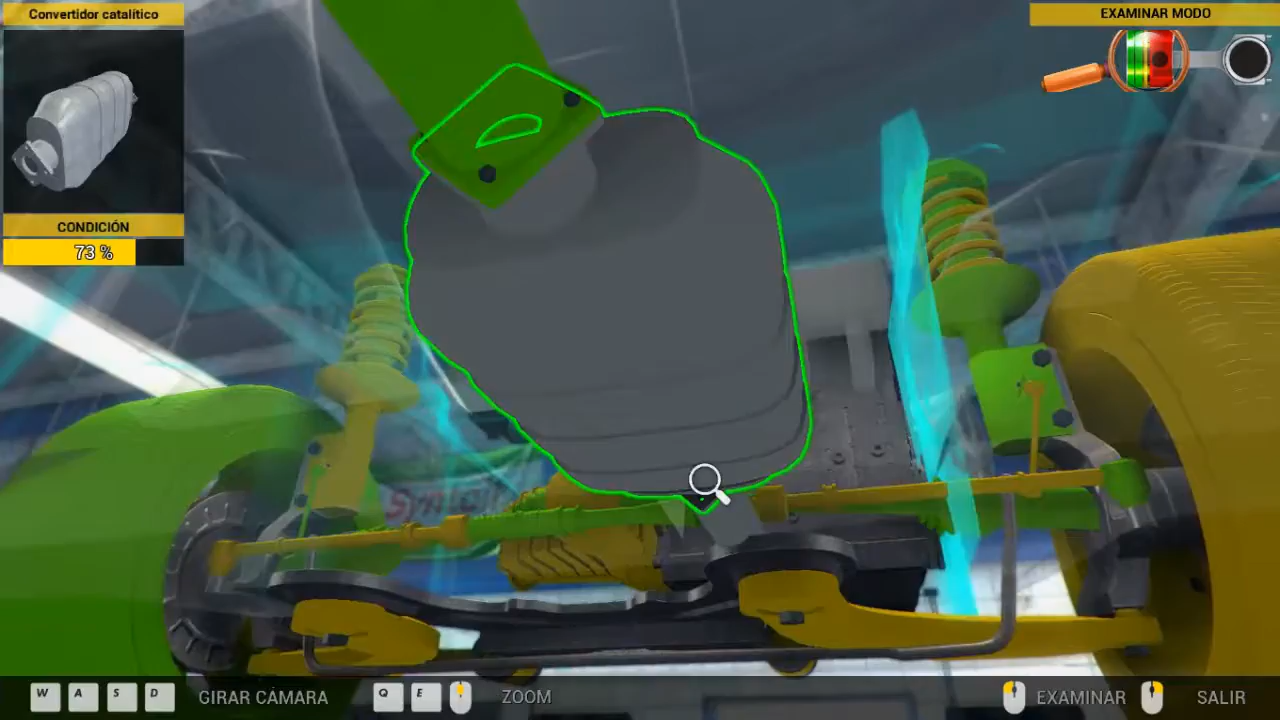 Convertidor catalítico
CONDICIÓN
73 %
EXAMINAR MODO
W
A
S
D
GIRAR CÁMARA
Q
E
ZOOM
EXAMINAR
SALIR